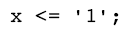 x <= '1';